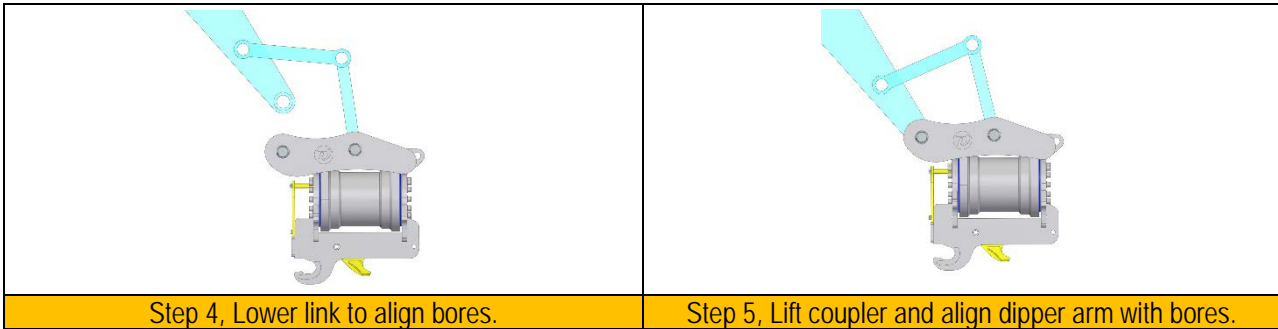 Step 4, Lower link to align bores.
Step 5, Lift coupler and align dipper arm with bores.